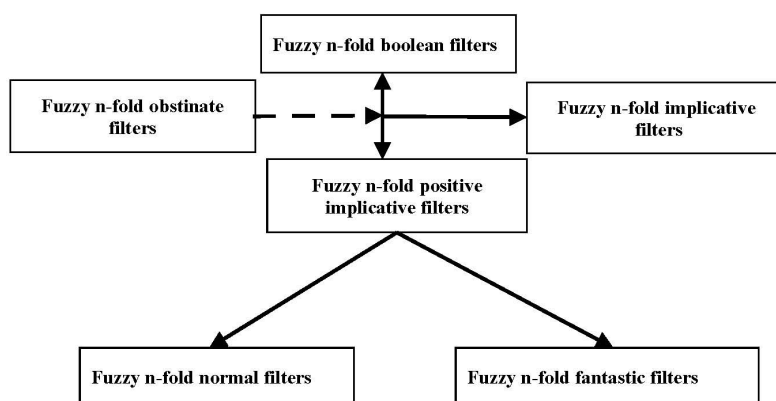 Fuzzy n-fold boolean filters
Fuzzy n-fold obstinate
filters
Fuzzy n-fold implicative
filters
Fuzzy n-fold positive
implicative filters
Fuzzy n-fold normal filters
Fuzzy n-fold fantastic filters